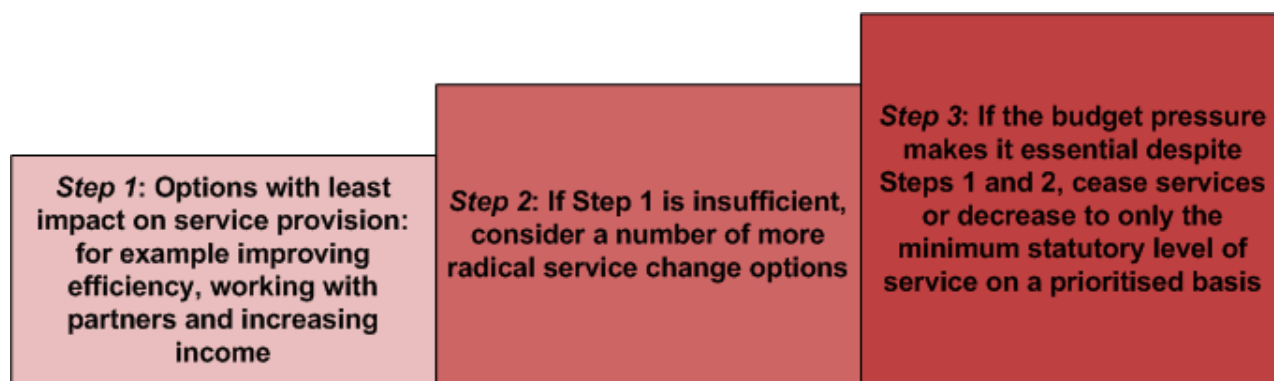 Step 1: Options with least
impact on service provision:
for example improving
efficiency, working with
partners and increasing
income
Step 2: If Step 1 is insufficient,
consider a number of more
radical service change options
Step 3: If the budget pressure
makes it essential despite
Steps 1 and 2, cease services
or decrease to only the
minimum statutory level of
service on a prioritised basis